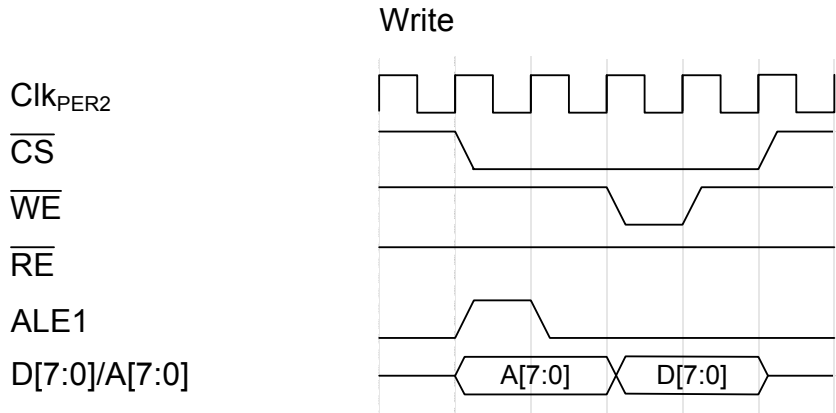 Write
ClkPER2
CS
WE
RE
ALE1
D[7:0]/A[7:0]
A[7:0]
D[7:0]